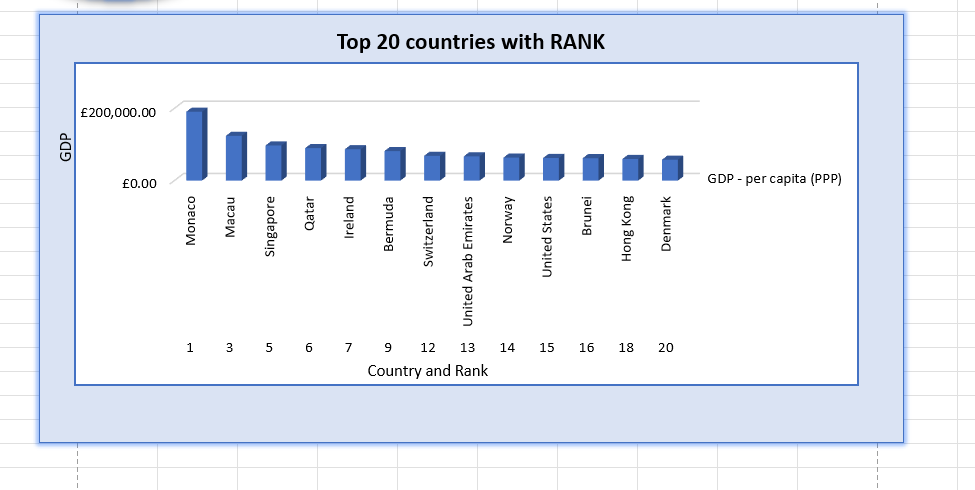 Top 20 countries with RANK
£200,000.00
GDP
£0.00
GDP - per capita (PPP)
Monaco
Macau
Singapore
Qatar
Ireland
Bermuda
Switzerland
United Arab Emirates
Norway
United States
Brunei
Hong Kong
Denmark
1 3 5 6 7 9 12 13 14 15 16 18 20
Country and Rank